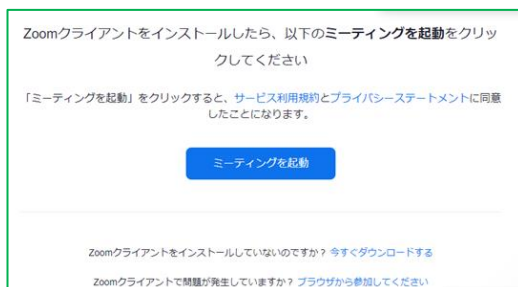 Zoomクライアントをインストールしたら、以下のミーティングを起動をクリッ
クしてください
「ミーティングを起動」をクリックすると、サービス利用規約とプライバシーステートメントに同意
したことになります。
ミーティングを起動
Zoomクライアントをインストールしていないのですか？ 今すぐダウンロードする
Zoomクライアントで問題が発生していますか？ ブラウザから参加してください